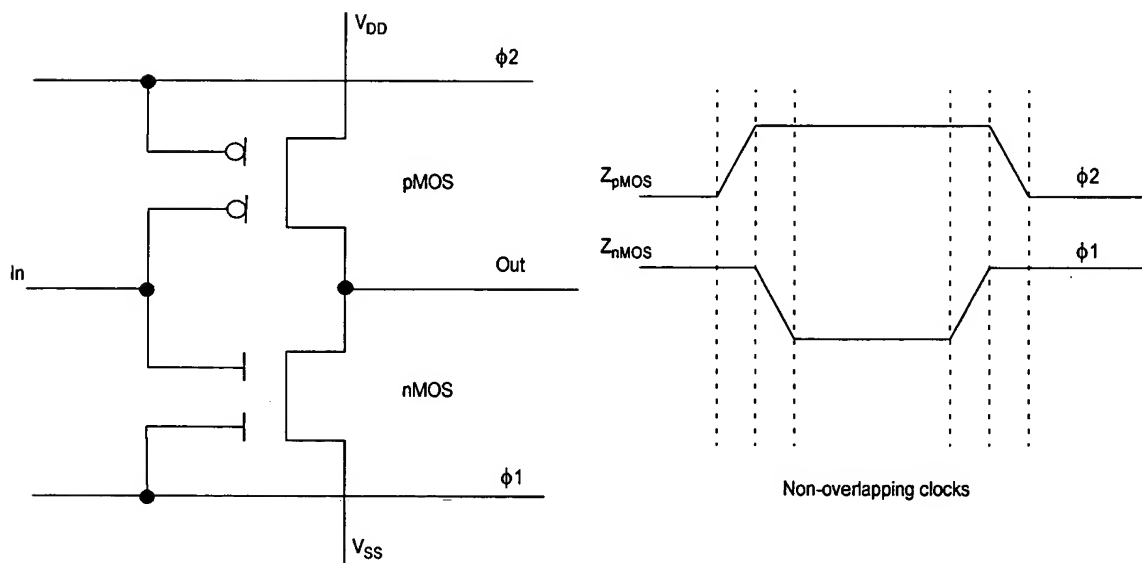 V_DD
ϕ2
pMOS
In
Out
nMOS
ϕ1
V_SS
Z_pMOS
ϕ2
Z_nMOS
ϕ1
Non-overlapping clocks